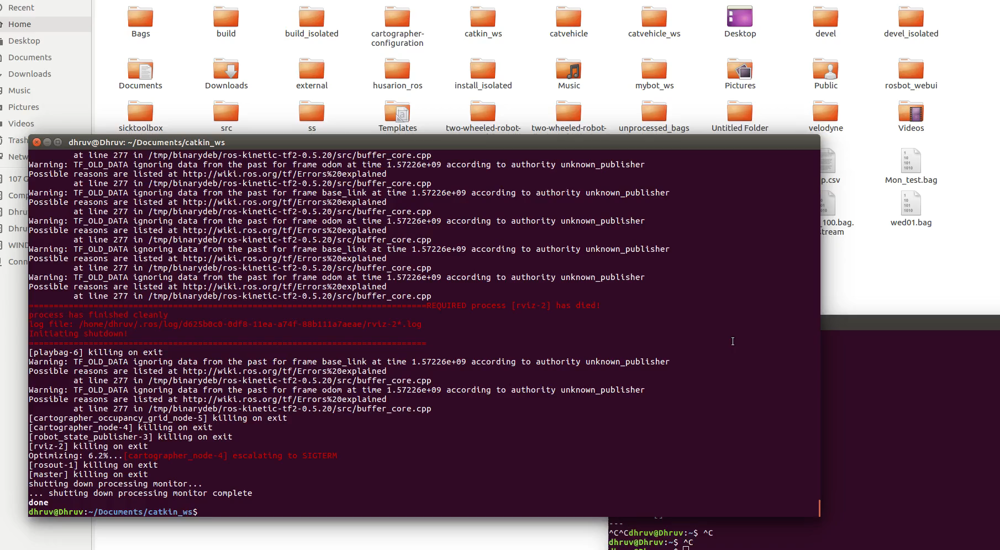 Recent
Home
Desktop
Documents
Downloads
Music
Pictures
Videos
Trash
Netw
107 G
Comp
Dhru
Dhru
WIND
Conn
Bags build build_isolated cartographer-configuration catkin_ws catvehicle catvehicle_ws Desktop devel devel_isolated
Documents Downloads external husarion_ros install_isolated Music mybot_ws Pictures Public rosbot_webui
sicktoolbox src ss Templates two-wheeled-robot- two-wheeled-robot- unprocessed_bags Untitled Folder velodyne Videos
p.csv Mon_test.bag
_100.bag. wed01.bag
stream
dhruv@Dhruv: ~/Documents/catkin_ws
at line 277 in /tmp/binarydeb/ros-kinetic-tf2-0.5.20/src/buffer_core.cpp
Warning: TF_OLD_DATA ignoring data from the past for frame odom at time 1.57226e+09 according to authority unknown_publisher
Possible reasons are listed at http://wiki.ros.org/tf/Errors%20explained
at line 277 in /tmp/binarydeb/ros-kinetic-tf2-0.5.20/src/buffer_core.cpp
Warning: TF_OLD_DATA ignoring data from the past for frame base_link at time 1.57226e+09 according to authority unknown_publisher
Possible reasons are listed at http://wiki.ros.org/tf/Errors%20explained
at line 277 in /tmp/binarydeb/ros-kinetic-tf2-0.5.20/src/buffer_core.cpp
Warning: TF_OLD_DATA ignoring data from the past for frame odom at time 1.57226e+09 according to authority unknown_publisher
Possible reasons are listed at http://wiki.ros.org/tf/Errors%20explained
at line 277 in /tmp/binarydeb/ros-kinetic-tf2-0.5.20/src/buffer_core.cpp
Warning: TF_OLD_DATA ignoring data from the past for frame base_link at time 1.57226e+09 according to authority unknown_publisher
Possible reasons are listed at http://wiki.ros.org/tf/Errors%20explained
at line 277 in /tmp/binarydeb/ros-kinetic-tf2-0.5.20/src/buffer_core.cpp
Warning: TF_OLD_DATA ignoring data from the past for frame odom at time 1.57226e+09 according to authority unknown_publisher
Possible reasons are listed at http://wiki.ros.org/tf/Errors%20explained
at line 277 in /tmp/binarydeb/ros-kinetic-tf2-0.5.20/src/buffer_core.cpp
================================================================================REQUIRED process [rviz-2] has died!
process has finished cleanly
log file: /home/dhruv/.ros/log/d625b0c0-0df8-11ea-a74f-88b111a7aeae/rviz-2*.log
Initiating shutdown!
================================================================================
[playbag-6] killing on exit
Warning: TF_OLD_DATA ignoring data from the past for frame base_link at time 1.57226e+09 according to authority unknown_publisher
Possible reasons are listed at http://wiki.ros.org/tf/Errors%20explained
at line 277 in /tmp/binarydeb/ros-kinetic-tf2-0.5.20/src/buffer_core.cpp
Warning: TF_OLD_DATA ignoring data from the past for frame odom at time 1.57226e+09 according to authority unknown_publisher
Possible reasons are listed at http://wiki.ros.org/tf/Errors%20explained
at line 277 in /tmp/binarydeb/ros-kinetic-tf2-0.5.20/src/buffer_core.cpp
[cartographer_occupancy_grid_node-5] killing on exit
[cartographer_node-4] killing on exit
[robot_state_publisher-3] killing on exit
[rviz-2] killing on exit
Optimizing: 6.2%...[cartographer_node-4] escalating to SIGTERM
[rosout-1] killing on exit
[master] killing on exit
shutting down processing monitor...
... shutting down processing monitor complete
done
dhruv@Dhruv:~/Documents/catkin_ws$
---
^C^Cdhruv@Dhruv:~$ ^C
dhruv@Dhruv:~$ ^C